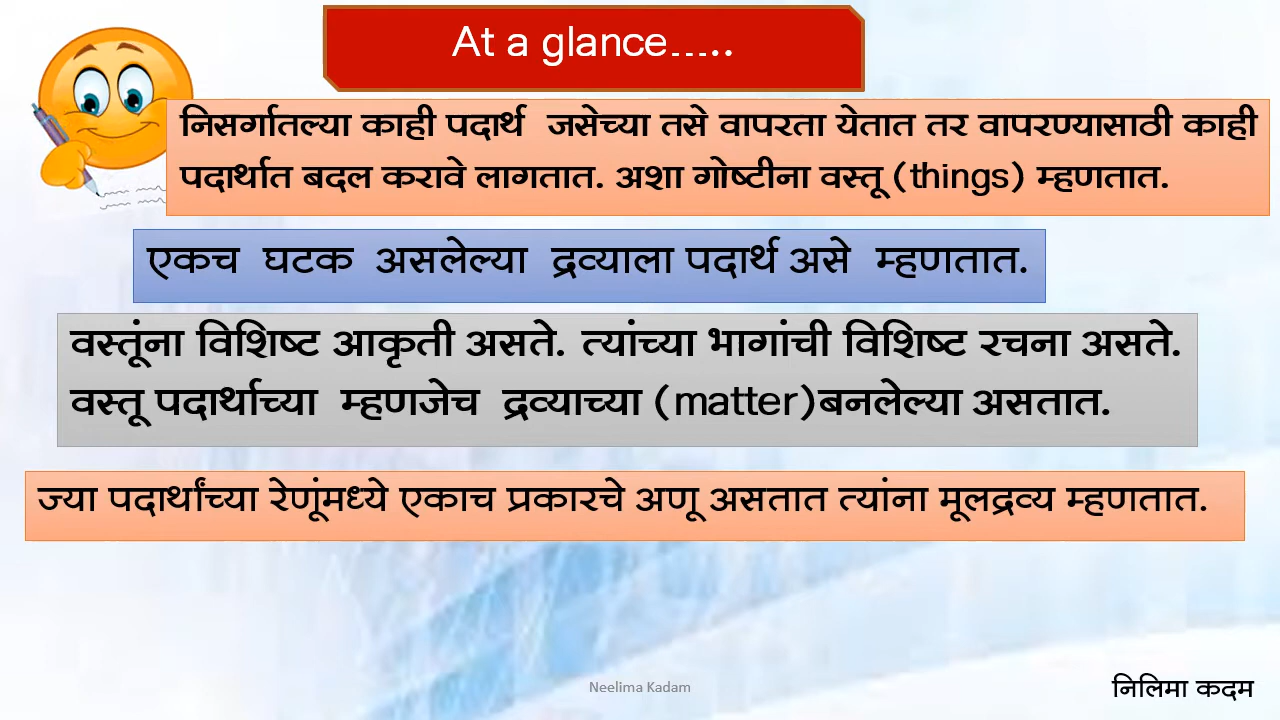 At a glance.....
निसर्गातल्या काही पदार्थ जसेच्या तसे वापरता येतात तर वापरण्यासाठी काही
पदार्थात बदल करावे लागतात. अशा गोष्टीना वस्तू (things) म्हणतात.
एकच घटक असलेल्या द्रव्याला पदार्थ असे म्हणतात.
वस्तूंना विशिष्ट आकृती असते. त्यांच्या भागांची विशिष्ट रचना असते.
वस्तू पदार्थाच्या म्हणजेच द्रव्याच्या (matter)बनलेल्या असतात.
ज्या पदार्थांच्या रेणूंमध्ये एकाच प्रकारचे अणू असतात त्यांना मूलद्रव्य म्हणतात.
Neelima Kadam
निलिमा कदम